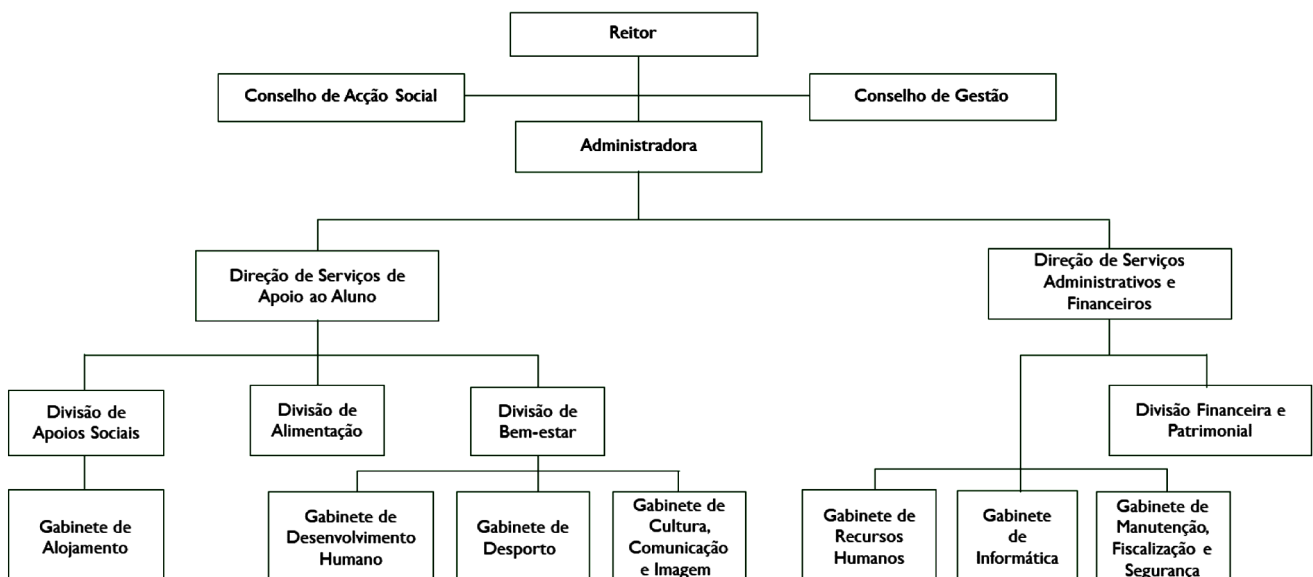 Reitor
Conselho de Acção Social
Conselho de Gestão
Administradora
Direção de Serviços de
Apoio ao Aluno
Direção de Serviços
Administrativos e
Financeiros
Divisão de
Apoios Sociais
Divisão de
Alimentação
Divisão de
Bem-estar
Divisão Financeira e
Patrimonial
Gabinete de
Alojamento
Gabinete de
Desenvolvimento
Humano
Gabinete de
Desporto
Gabinete de
Cultura,
Comunicação
e Imagem
Gabinete de
Recursos
Humanos
Gabinete
de
Informática
Gabinete de
Manutenção,
Fiscalização e
Segurança